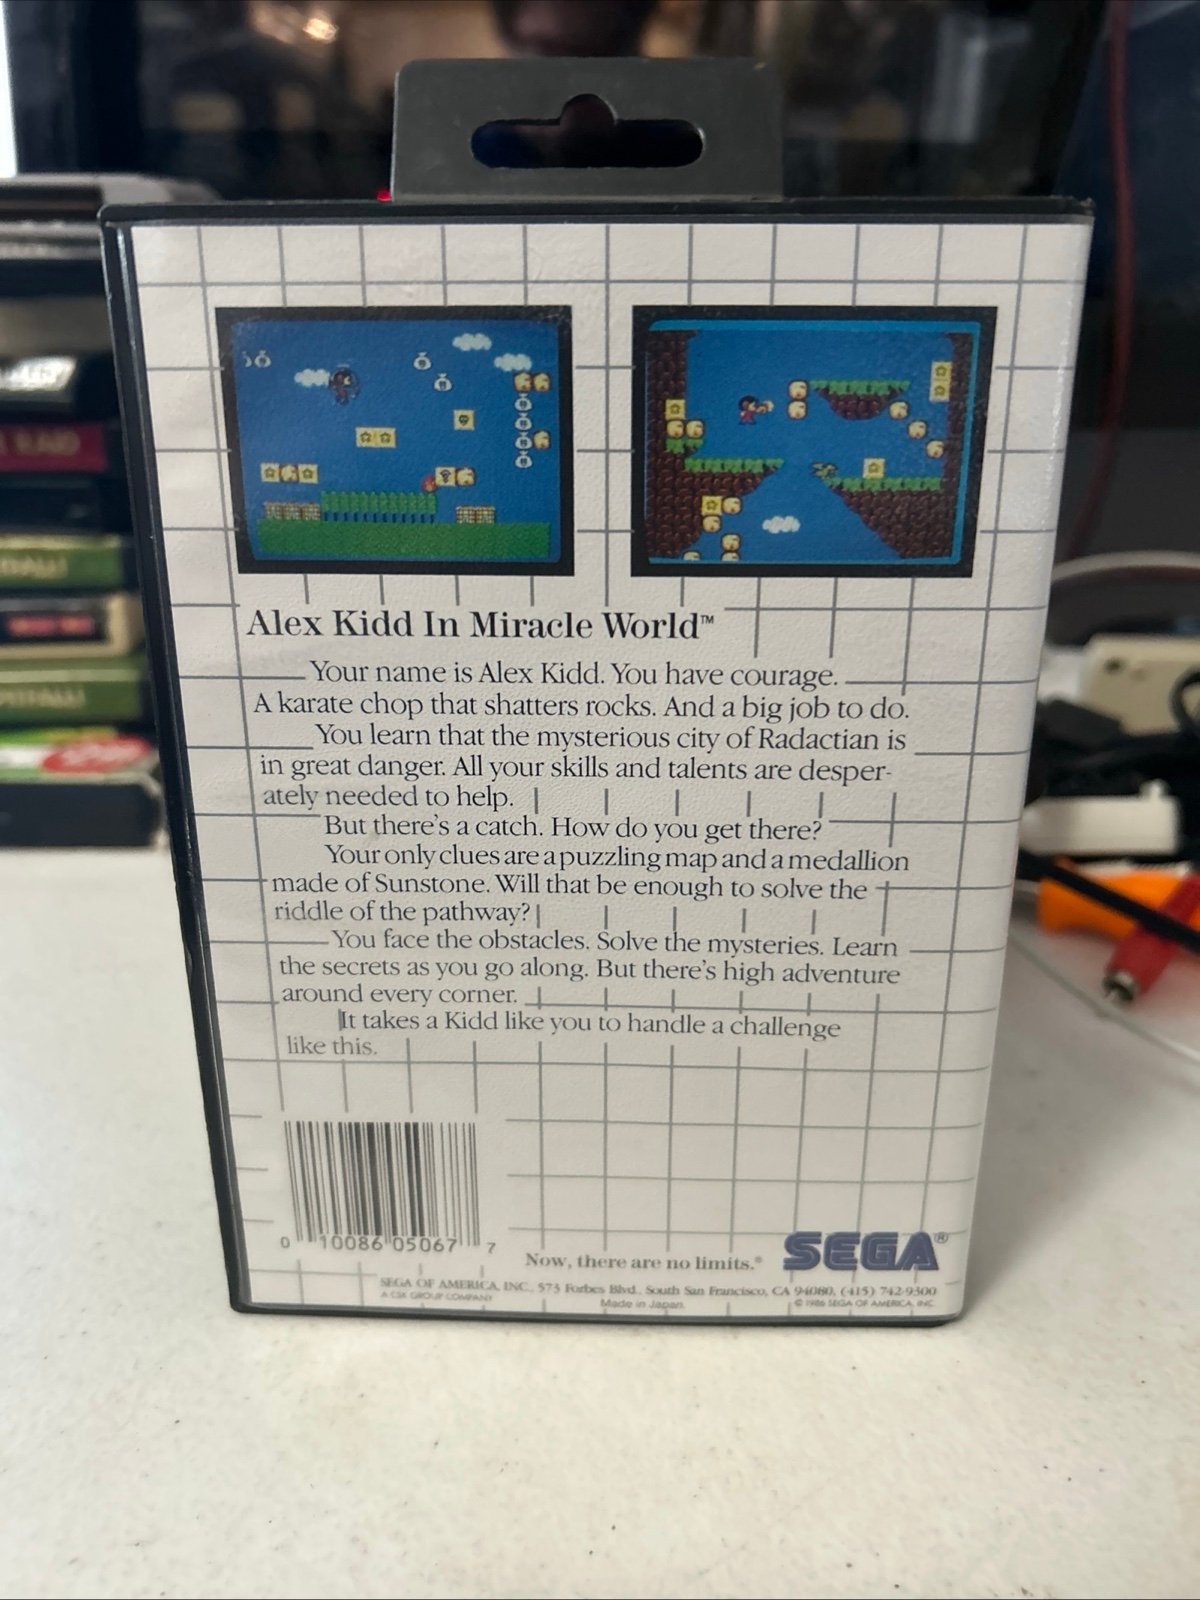 Alex Kidd In Miracle World™
Your name is Alex Kidd. You have courage.
A karate chop that shatters rocks. And a big job to do.
You learn that the mysterious city of Radactian is
in great danger. All your skills and talents are desper-
ately needed to help.
But there's a catch. How do you get there?
Your only clues are a puzzling map and a medallion
made of Sunstone. Will that be enough to solve the
riddle of the pathway?
You face the obstacles. Solve the mysteries. Learn
the secrets as you go along. But there's high adventure
around every corner.
It takes a Kidd like you to handle a challenge
like this.
0 10086 05067 7
Now, there are no limits.®
SEGA®
SEGA OF AMERICA, INC., 573 Forbes Blvd., South San Francisco, CA 94080, (415) 742-9300
A CSK GROUP COMPANY
Made in Japan.
© 1986 SEGA OF AMERICA, INC.